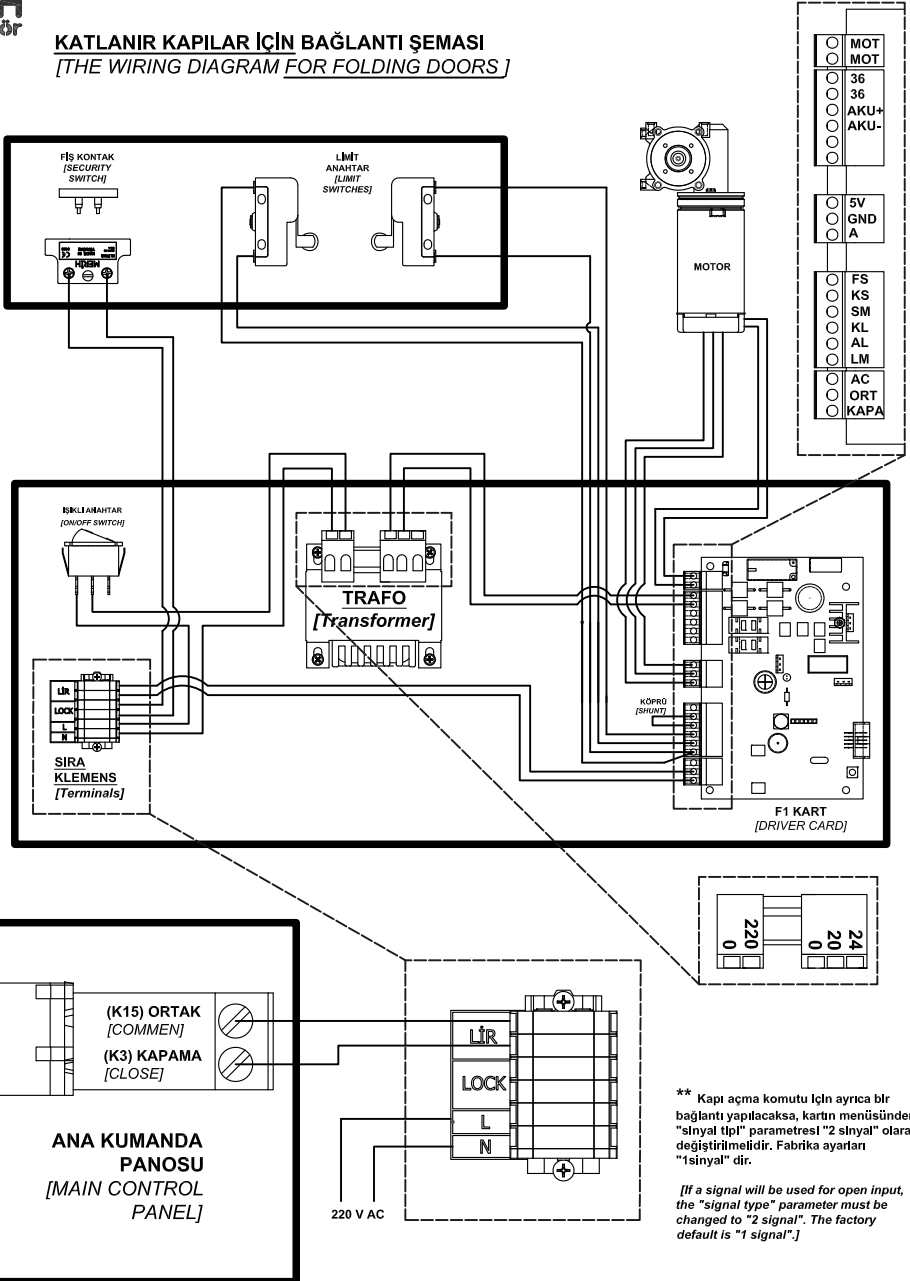 ör
KATLANIR KAPILAR İÇİN BAĞLANTI ŞEMASI
[THE WIRING DIAGRAM FOR FOLDING DOORS ]
MOT
MOT
36
36
AKU+
AKU-
5V
GND
A
FS
KS
SM
KL
AL
LM
AC
ORT
KAPA
FİŞ KONTAK
[SECURITY
SWITCH]
MERİH
LİMİT
ANAHTAR
[LIMIT
SWITCHES]
MOTOR
IŞIKLI ANAHTAR
[ON/OFF SWITCH]
TRAFO
[Transformer]
LİR
LOCK
L
N
SIRA
KLEMENS
[Terminals]
KÖPRÜ
[SHUNT]
F1 KART
[DRIVER CARD]
0
220
0
20
24
(K15) ORTAK
[COMMEN]
(K3) KAPAMA
[CLOSE]
ANA KUMANDA
PANOSU
[MAIN CONTROL
PANEL]
LİR
LOCK
L
N
220 V AC
** Kapı açma komutu için ayrıca bir
bağlantı yapılacaksa, kartın menüsünden
"sinyal tipi" parametresi "2 sinyal" olara
değiştirilmelidir. Fabrika ayarları
"1sinyal" dir.
[If a signal will be used for open input,
the "signal type" parameter must be
changed to "2 signal". The factory
default is "1 signal".]